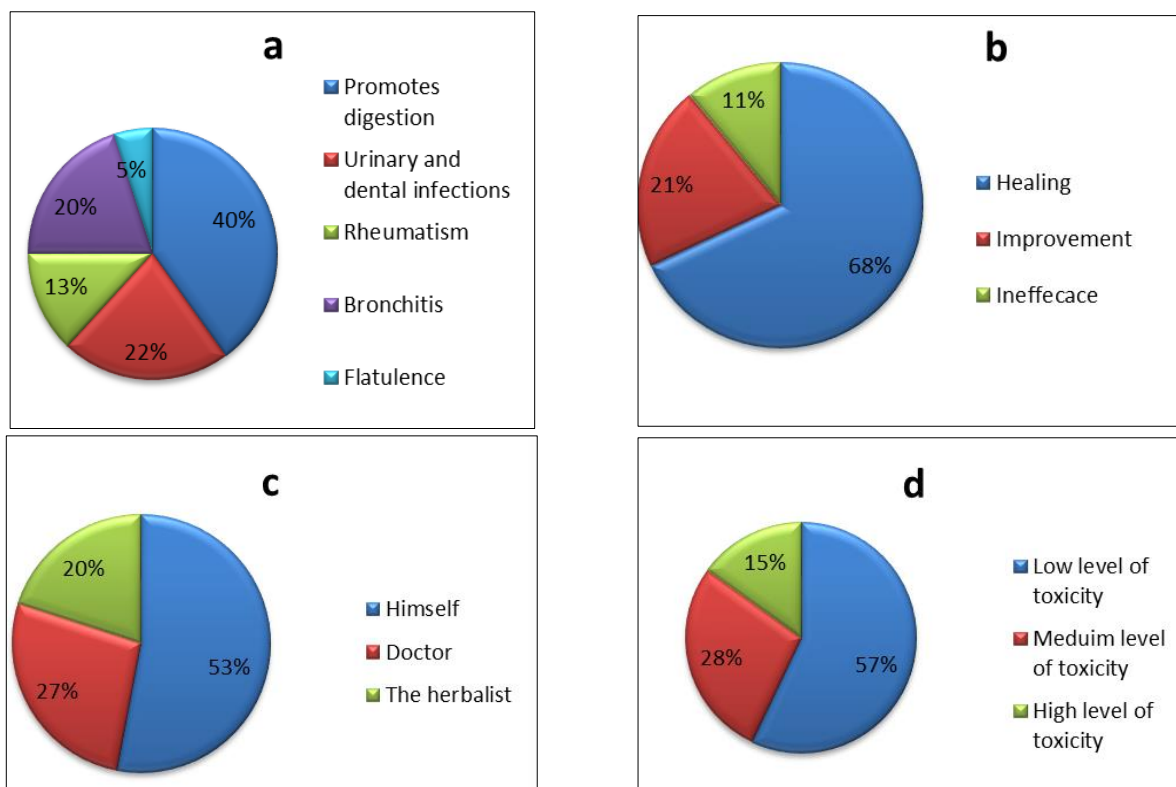 a
Promotes
digestion
Urinary and
dental infections
Rheumatism
Bronchitis
Flatulence
5%
20%
40%
13%
22%
b
11%
21%
68%
Healing
Improvement
Ineffecace
c
20%
27%
53%
Himself
Doctor
The herbalist
d
15%
28%
57%
Low level of
toxicity
Meduim level
of toxicity
High level of
toxicity